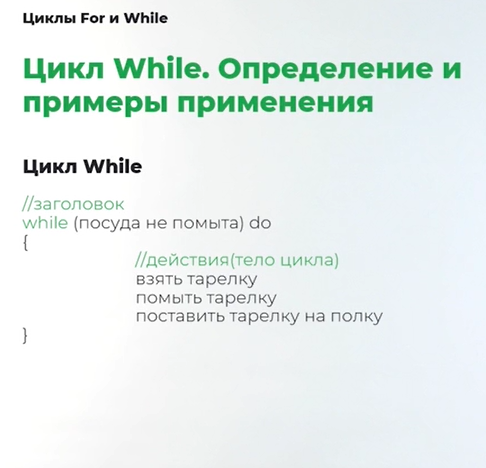 Циклы For и While
Цикл While. Определение и
примеры применения
Цикл While
//заголовок
while (посуда не помыта) do
{
//действия(тело цикла)
взять тарелку
помыть тарелку
поставить тарелку на полку
}